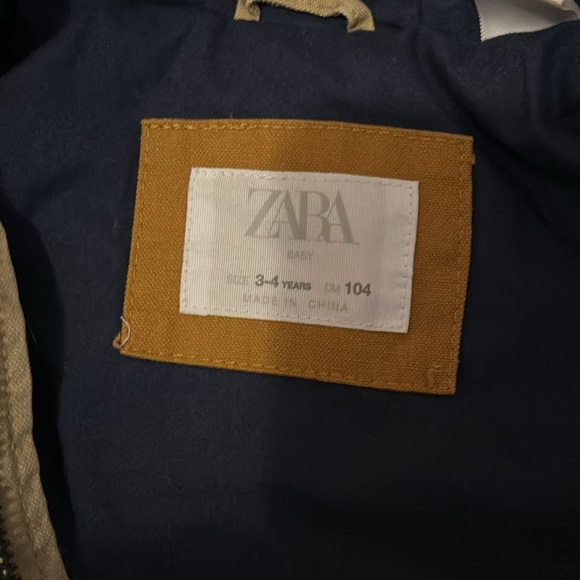 ZARA
BABY
SIZE 3-4 YEARS CM 104
MADE IN CHINA